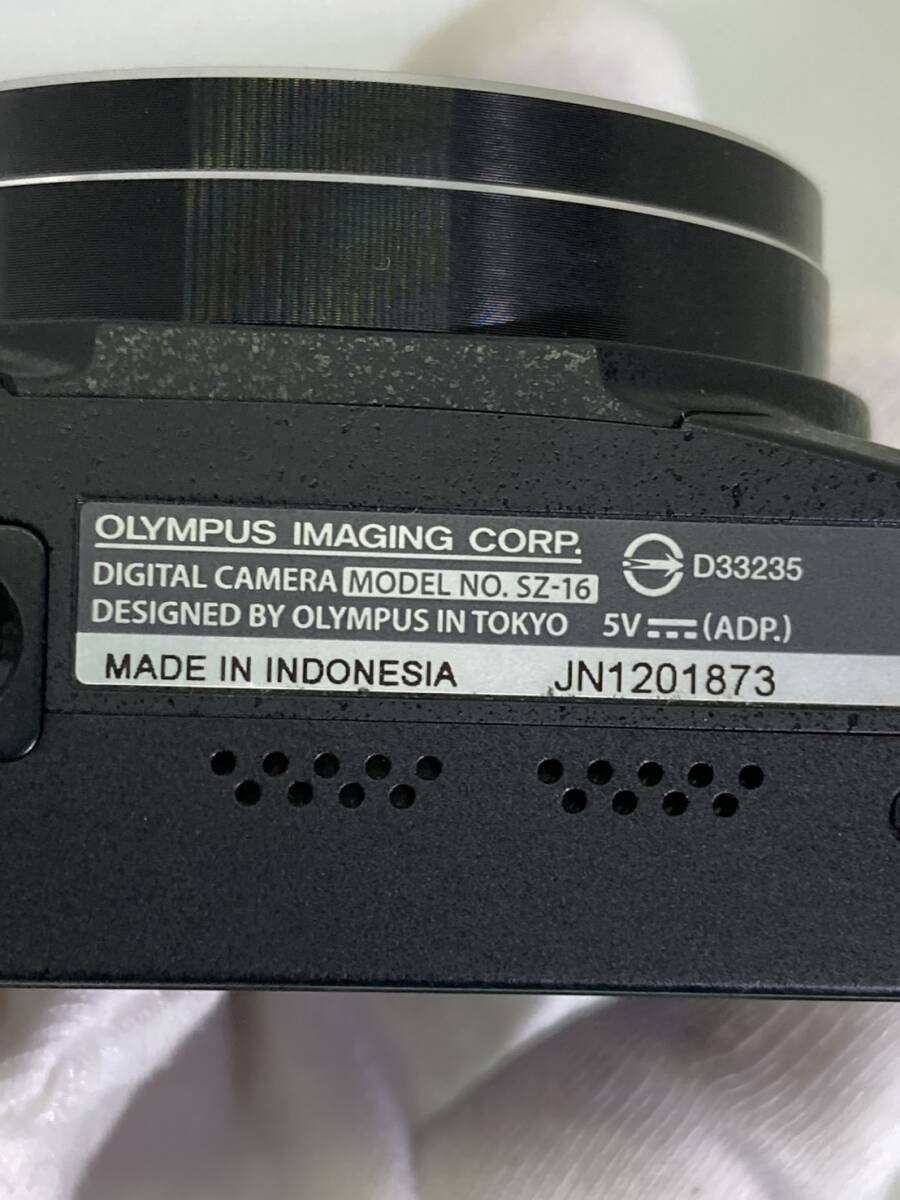 OLYMPUS IMAGING CORP. D33235
DIGITAL CAMERA MODEL NO. SZ-16
DESIGNED BY OLYMPUS IN TOKYO 5V (ADP.)
MADE IN INDONESIA JN1201873